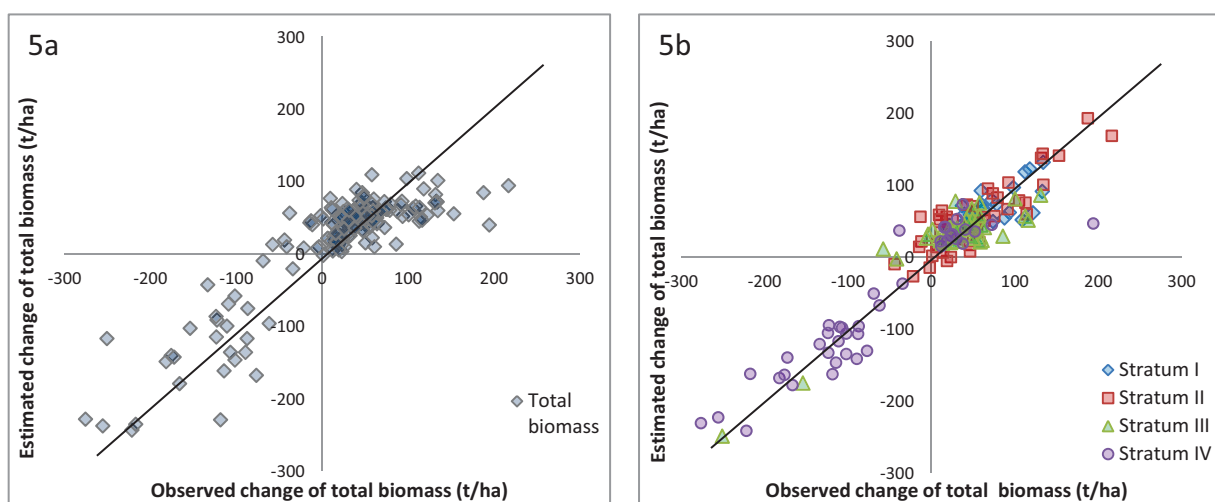 5a
Estimated change of total biomass (t/ha)
300
200
100
0
-100
-200
-300
-300
-200
-100
0
100
200
300
Total
biomass
Observed change of total biomass (t/ha)
5b
Estimated change of total biomass (t/ha)
300
200
100
0
-100
-200
-300
-300
-200
-100
0
100
200
300
Stratum I
Stratum II
Stratum III
Stratum IV
Observed change of total biomass (t/ha)